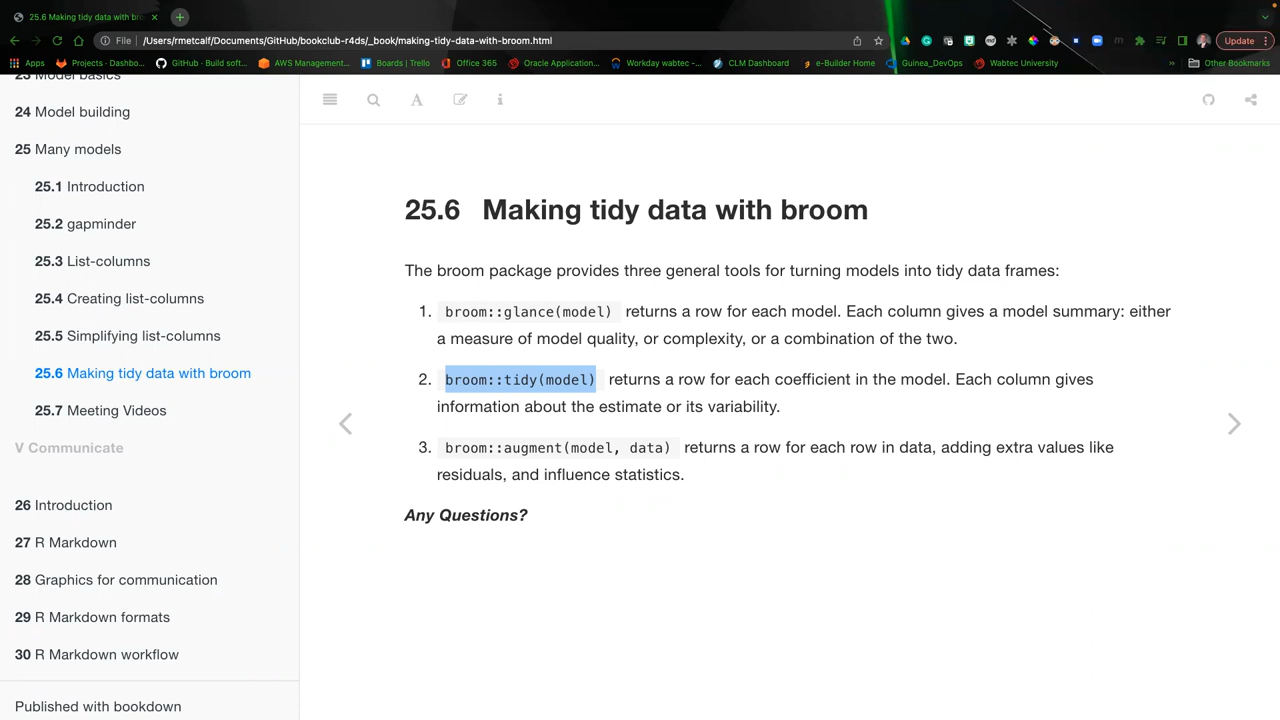 25.6 Making tidy data with bro
File
/Users/rmetcalf/Documents/GitHub/bookclub-r4ds/_book/making-tidy-data-with-broom.html
Update
Apps
Projects · Dashbo...
GitHub · Build soft...
AWS Management...
Boards | Trello
Office 365
Oracle Application...
Workday wabtec –...
CLM Dashboard
e-Builder Home
Guinea_DevOps
Wabtec University
»
Other Bookmarks
23 Model basics
24 Model building
25 Many models
25.1 Introduction
25.2 gapminder
25.3 List-columns
25.4 Creating list-columns
25.5 Simplifying list-columns
25.6 Making tidy data with broom
25.7 Meeting Videos
V Communicate
26 Introduction
27 R Markdown
28 Graphics for communication
29 R Markdown formats
30 R Markdown workflow
Published with bookdown
25.6 Making tidy data with broom
The broom package provides three general tools for turning models into tidy data frames:
1. broom::glance(model) returns a row for each model. Each column gives a model summary: either
a measure of model quality, or complexity, or a combination of the two.
2. broom::tidy(model) returns a row for each coefficient in the model. Each column gives
information about the estimate or its variability.
3. broom::augment(model, data) returns a row for each row in data, adding extra values like
residuals, and influence statistics.
Any Questions?